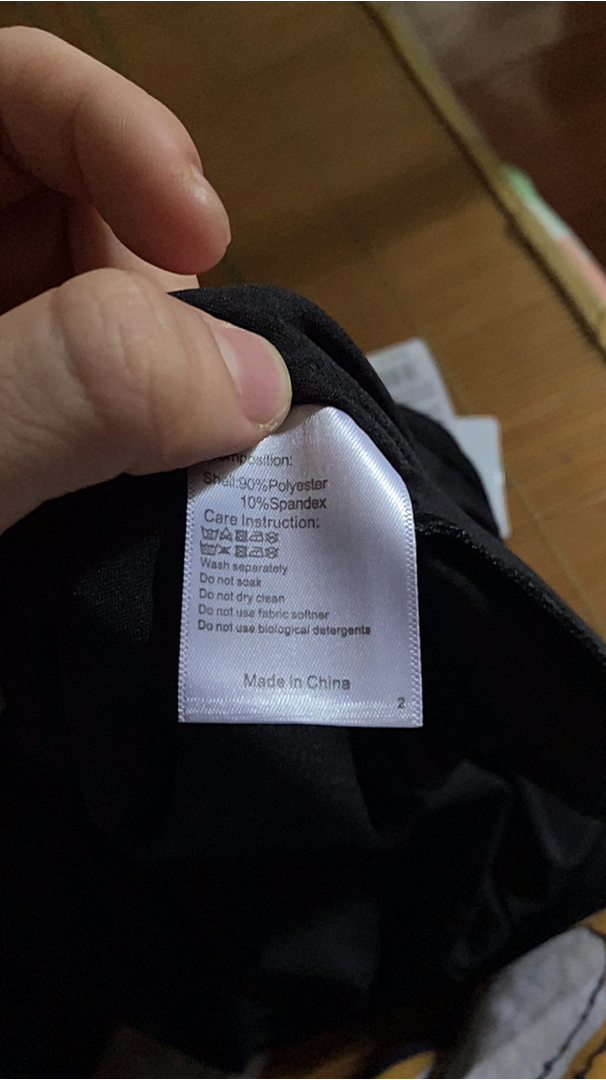 Composition:
Shell:90%Polyester
10%Spandex
Care Instruction:
Wash separately
Do not soak
Do not dry clean
Do not use fabric softner
Do not use biological detergents
Made in China
2